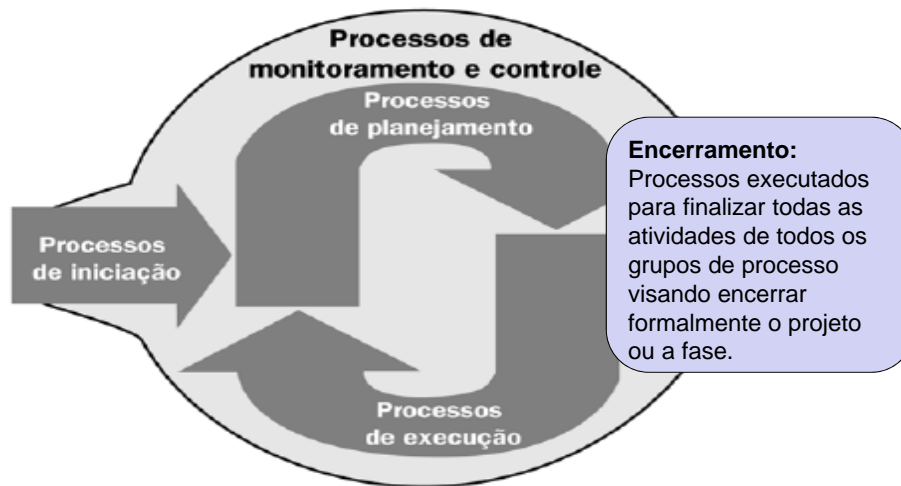 Processos de
monitoramento e controle
Processos
de planejamento
Encerramento:
Processos executados
para finalizar todas as
atividades de todos os
grupos de processo
visando encerrar
formalmente o projeto
ou a fase.
Processos
de iniciação
Processos
de execução